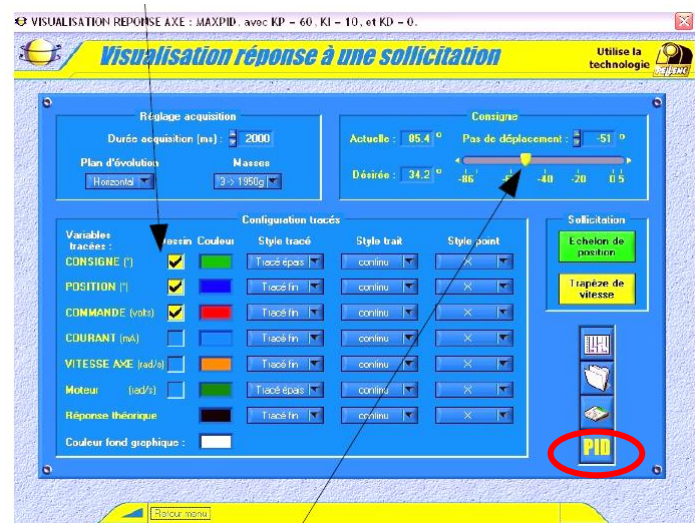 VISUALISATION REPONSE AXE : MAXPID, avec KP - 60, KI - 10, et KD - 0.
Visualisation réponse à une sollicitation
Utilise la technologie
PELLENC
Réglage acquisition
Durée acquisition (ms) : 2000
Plan d'évolution Masses
Horizontal 3 -> 1950g
Consigne
Actuelle : 85.4 ° Pas de déplacement : -51 °
Désirée : 34.2 °
-86 -40 -20 0 5
Configuration tracés
Variables tracées : Dessin Couleur Style tracé Style trait Style point
CONSIGNE (°) Tracé épais continu X
POSITION (°) Tracé fin continu X
COMMANDE (volts) Tracé fin continu X
COURANT (mA) Tracé fin continu X
VITESSE AXE (rad/s) Tracé fin continu X
Moteur (rad/s) Tracé épais continu X
Réponse théorique Tracé fin continu X
Couleur fond graphique :
Sollicitation
Echelon de position
Trapèze de vitesse
PID
Retour menu